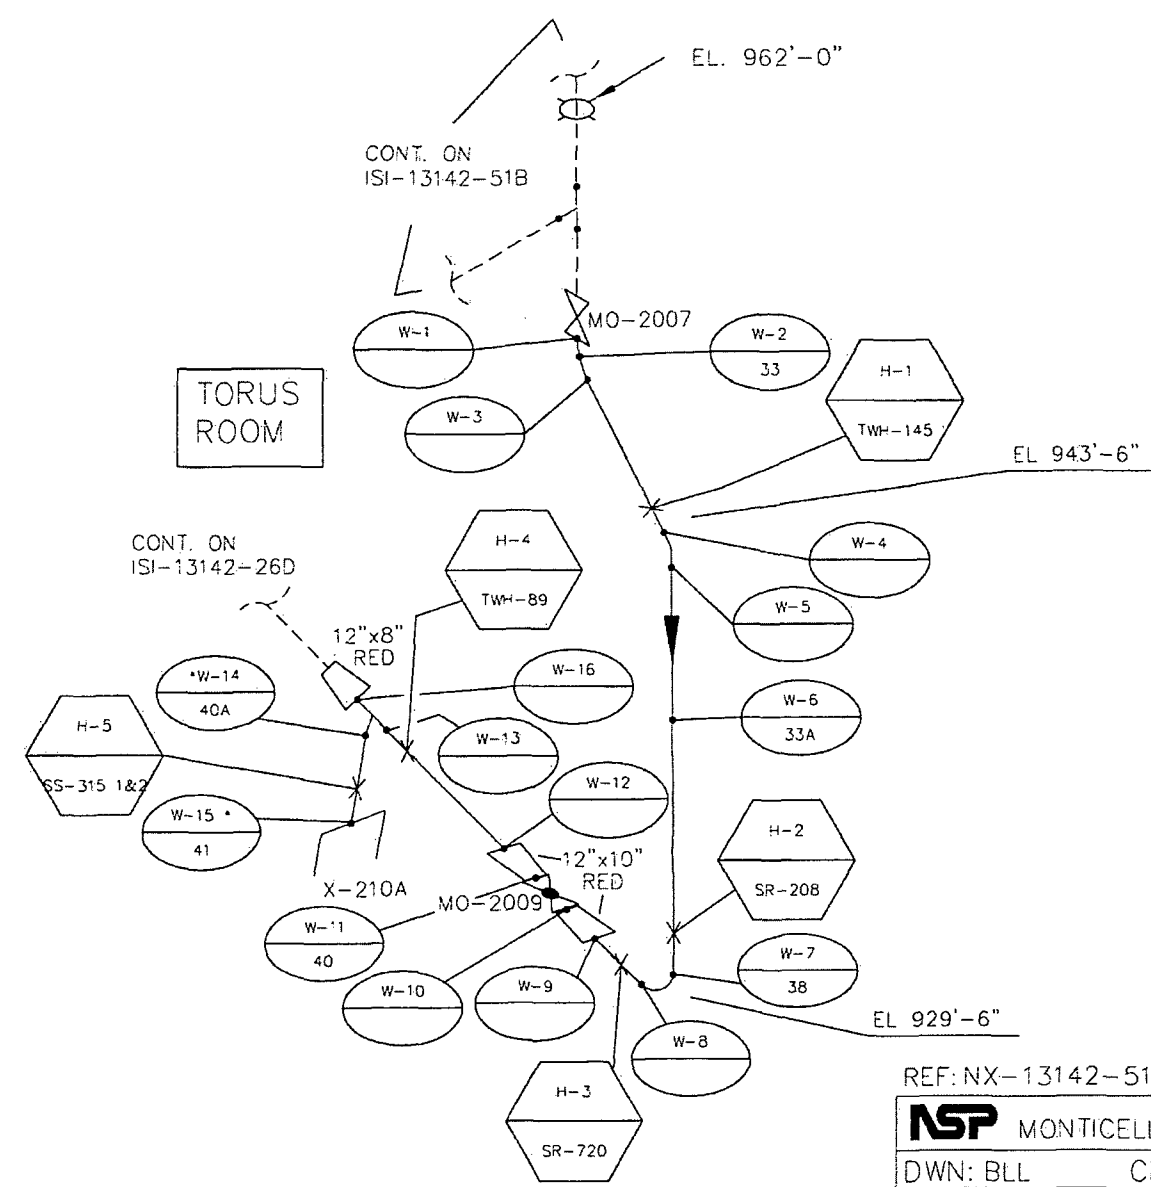 EL. 962'-0"
CONT. ON
ISI-13142-51B
MO-2007
W-1
W-2
33
TORUS
ROOM
W-3
H-1
TWH-145
EL 943'-6"
CONT. ON
ISI-13142-26D
H-4
TWH-89
W-4
W-5
12"x8"
RED
*W-14
40A
W-16
W-6
33A
H-5
SS-315 1&2
W-13
W-12
W-15 *
41
H-2
SR-208
12"x10"
RED
X-210A
MO-2009
W-11
40
W-7
38
W-10
W-9
EL 929'-6"
W-8
H-3
SR-720
REF: NX-13142-51
NSP MONTICELL
DWN: BLL C